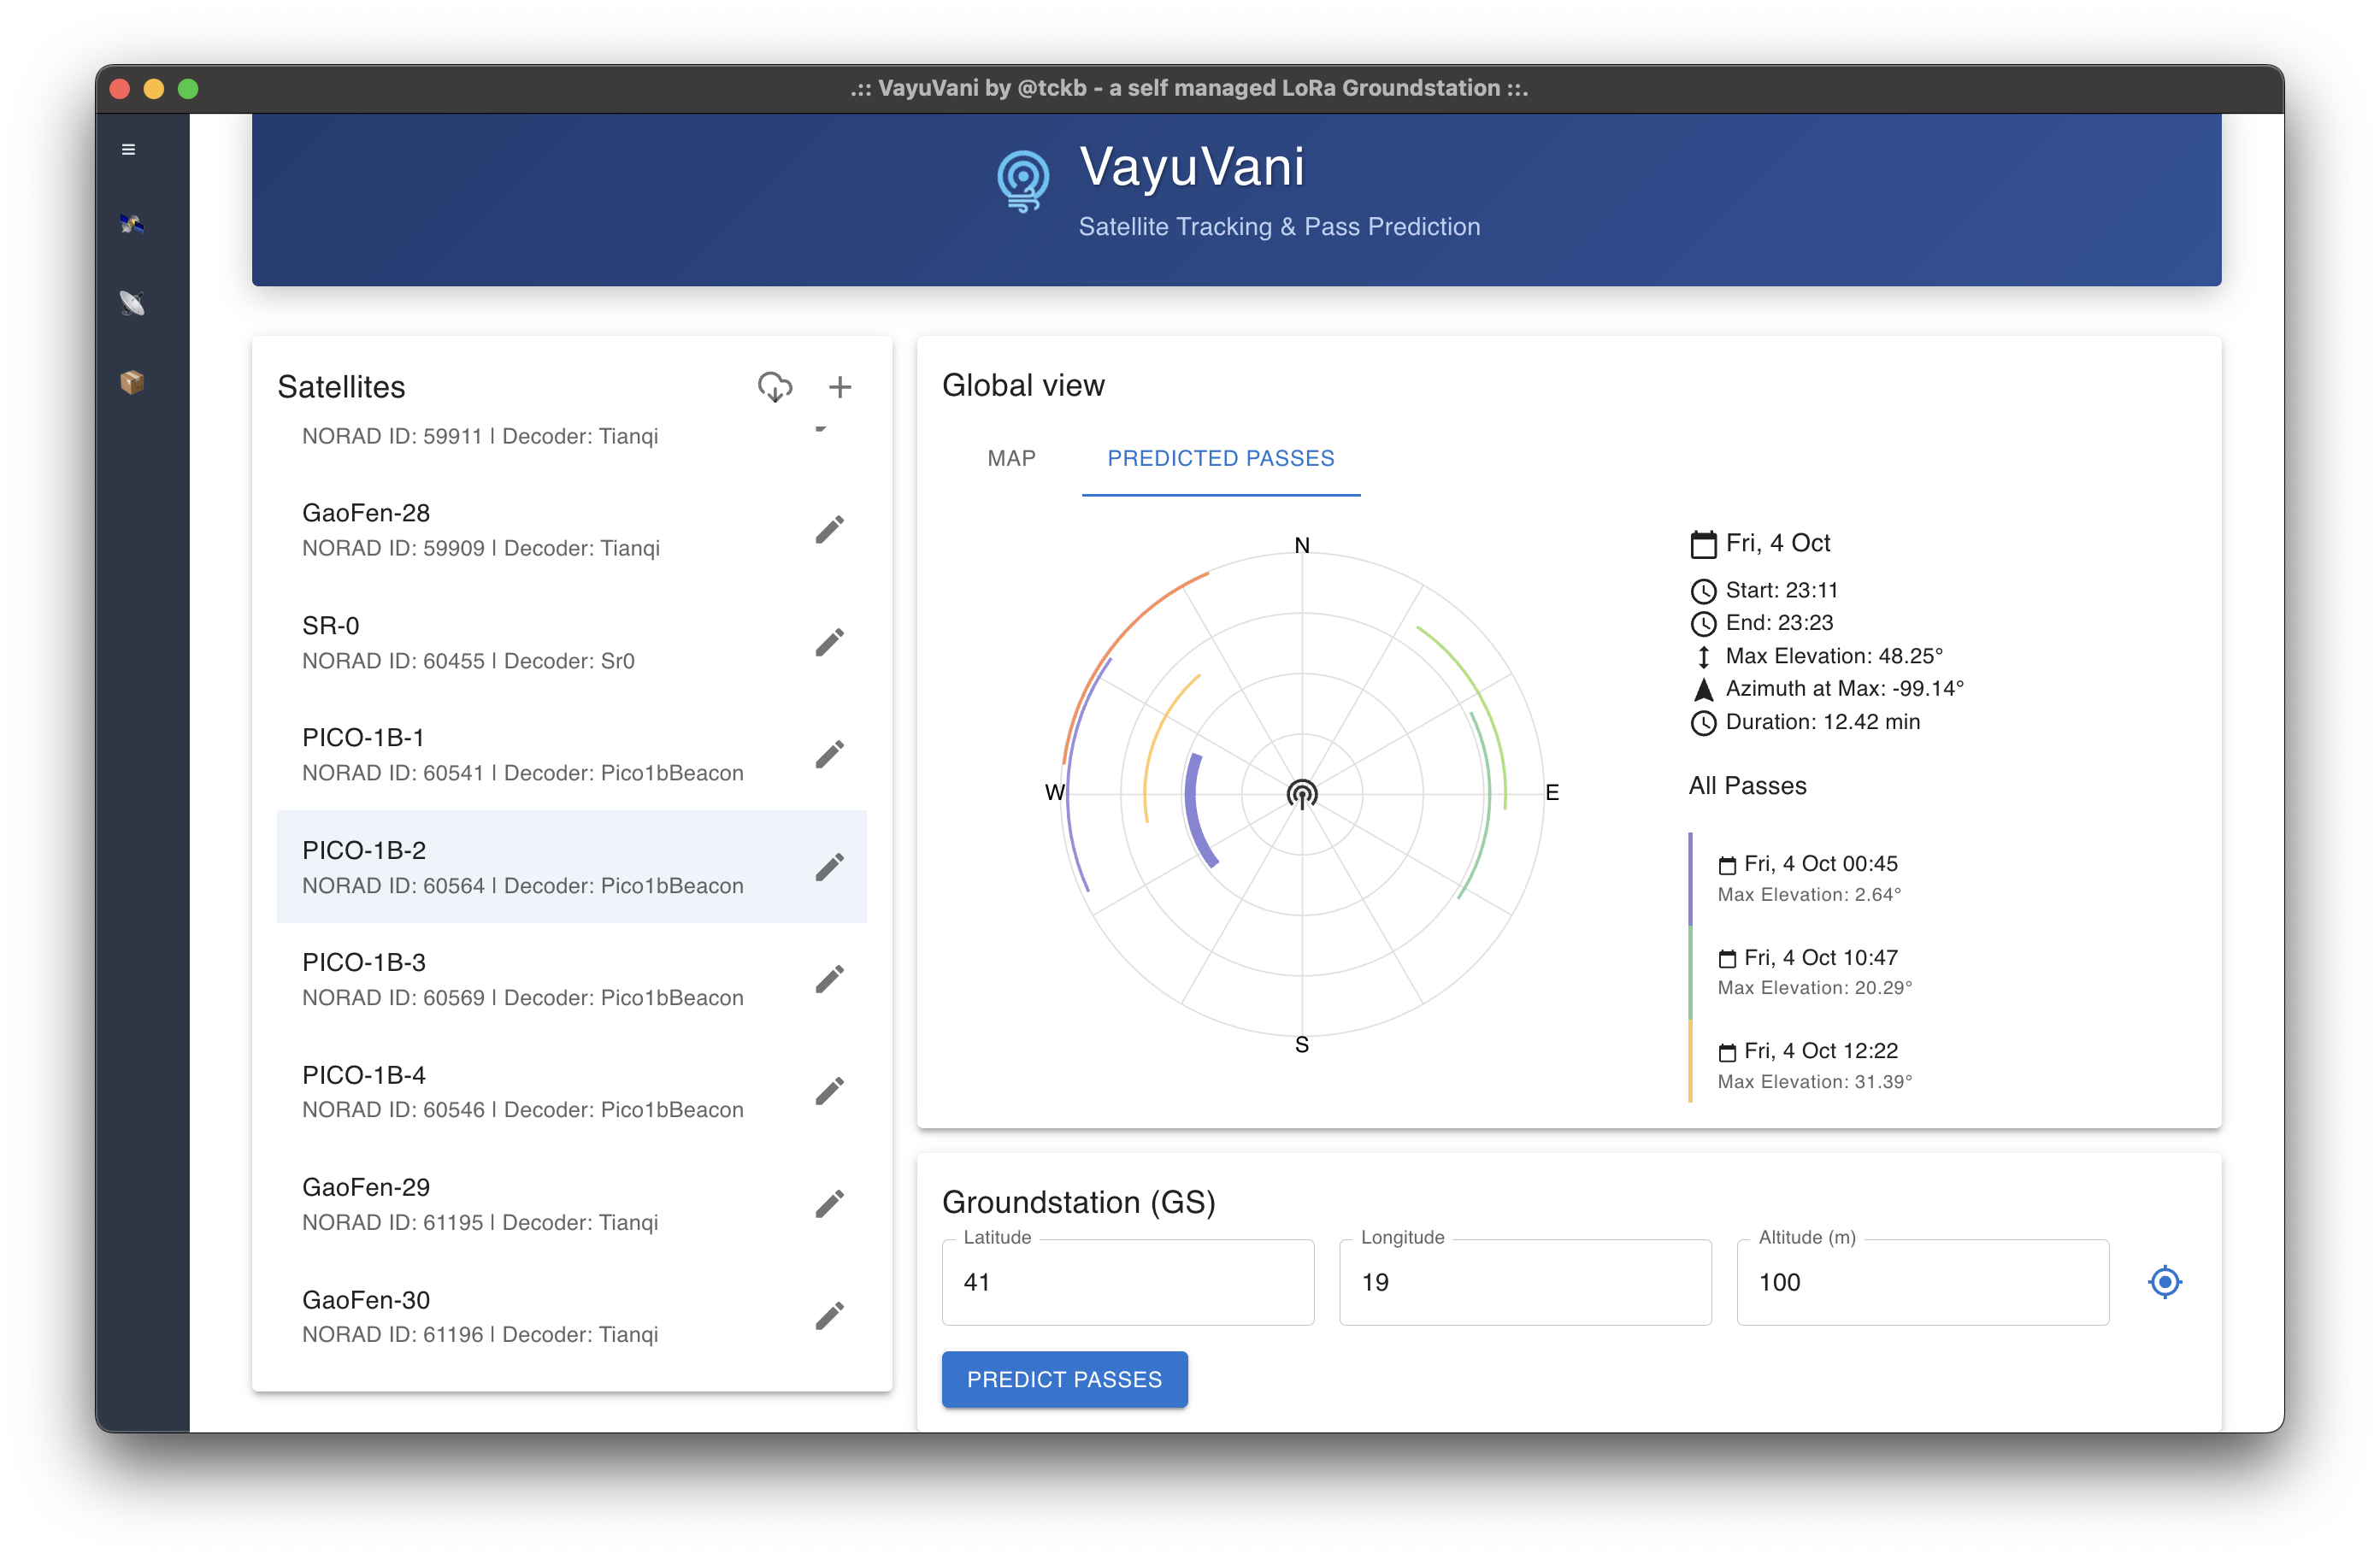 .:: VayuVani by @tckb - a self managed LoRa Groundstation ::.
VayuVani
Satellite Tracking & Pass Prediction
Satellites
NORAD ID: 59911 | Decoder: Tianqi
GaoFen-28
NORAD ID: 59909 | Decoder: Tianqi
SR-0
NORAD ID: 60455 | Decoder: Sr0
PICO-1B-1
NORAD ID: 60541 | Decoder: Pico1bBeacon
PICO-1B-2
NORAD ID: 60564 | Decoder: Pico1bBeacon
PICO-1B-3
NORAD ID: 60569 | Decoder: Pico1bBeacon
PICO-1B-4
NORAD ID: 60546 | Decoder: Pico1bBeacon
GaoFen-29
NORAD ID: 61195 | Decoder: Tianqi
GaoFen-30
NORAD ID: 61196 | Decoder: Tianqi
Global view
MAP
PREDICTED PASSES
N
W
E
S
Fri, 4 Oct
Start: 23:11
End: 23:23
Max Elevation: 48.25°
Azimuth at Max: -99.14°
Duration: 12.42 min
All Passes
Fri, 4 Oct 00:45
Max Elevation: 2.64°
Fri, 4 Oct 10:47
Max Elevation: 20.29°
Fri, 4 Oct 12:22
Max Elevation: 31.39°
Groundstation (GS)
Latitude
41
Longitude
19
Altitude (m)
100
PREDICT PASSES